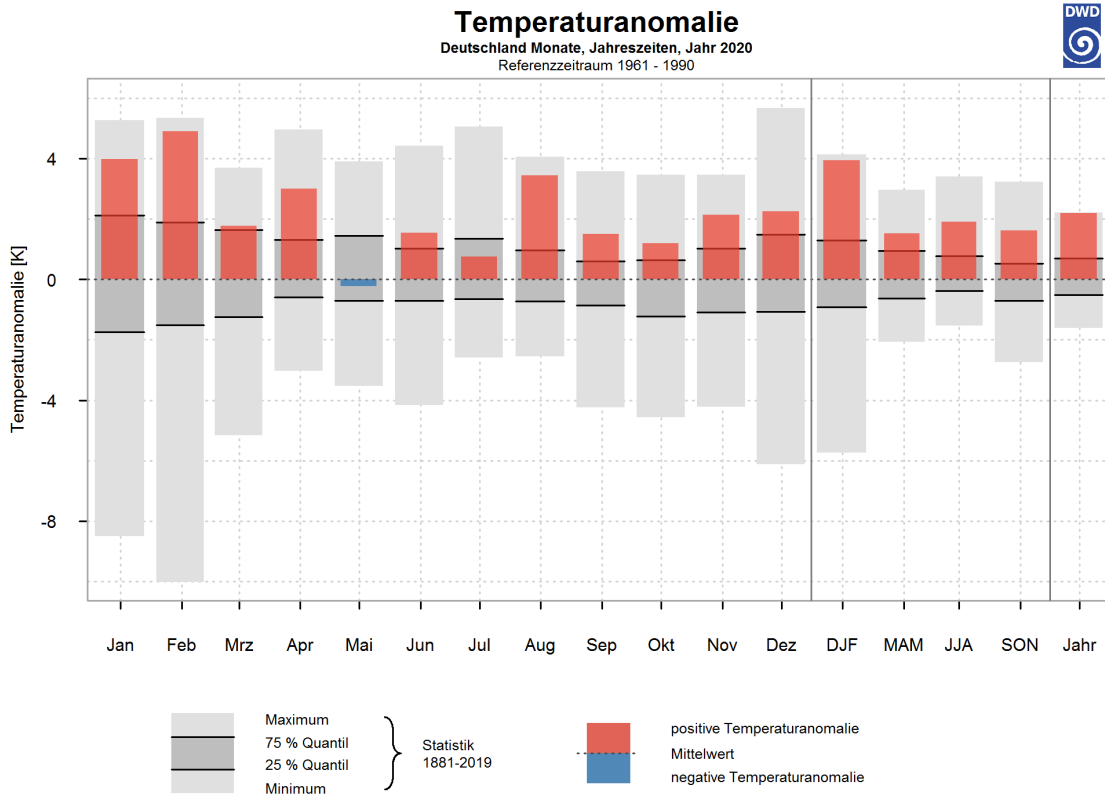 Temperaturanomalie
Deutschland Monate, Jahreszeiten, Jahr 2020
Referenzzeitraum 1961 - 1990
DWD
Temperaturanomalie [K]
4
0
-4
-8
Jan Feb Mrz Apr Mai Jun Jul Aug Sep Okt Nov Dez DJF MAM JJA SON Jahr
Maximum
75 % Quantil
25 % Quantil
Minimum
Statistik
1881-2019
positive Temperaturanomalie
Mittelwert
negative Temperaturanomalie